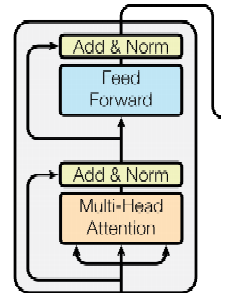 Add & Norm
Feed
Forward
Add & Norm
Multi-Head
Attention